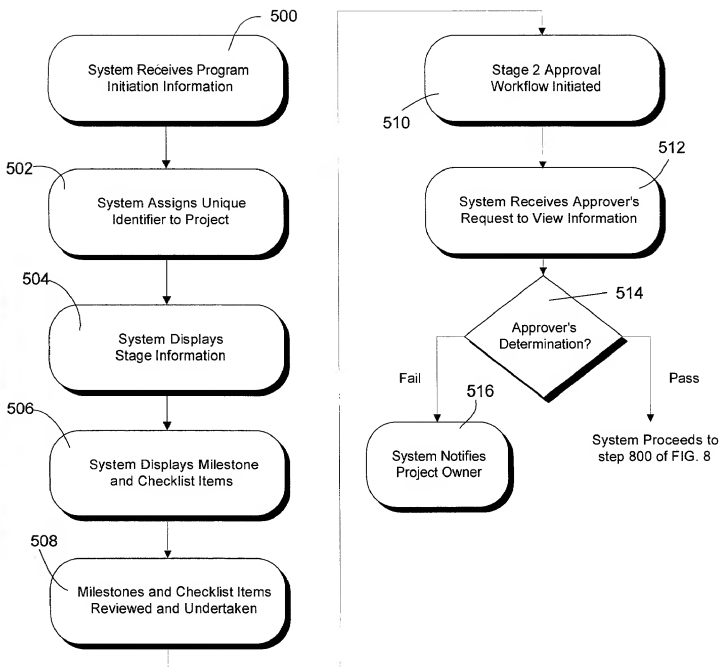 500
System Receives Program
Initiation Information
502
System Assigns Unique
Identifier to Project
504
System Displays
Stage Information
506
System Displays Milestone
and Checklist Items
508
Milestones and Checklist Items
Reviewed and Undertaken
Stage 2 Approval
Workflow Initiated
510
512
System Receives Approver's
Request to View Information
514
Approver's
Determination?
Fail
Pass
516
System Notifies
Project Owner
System Proceeds to
step 800 of FIG. 8